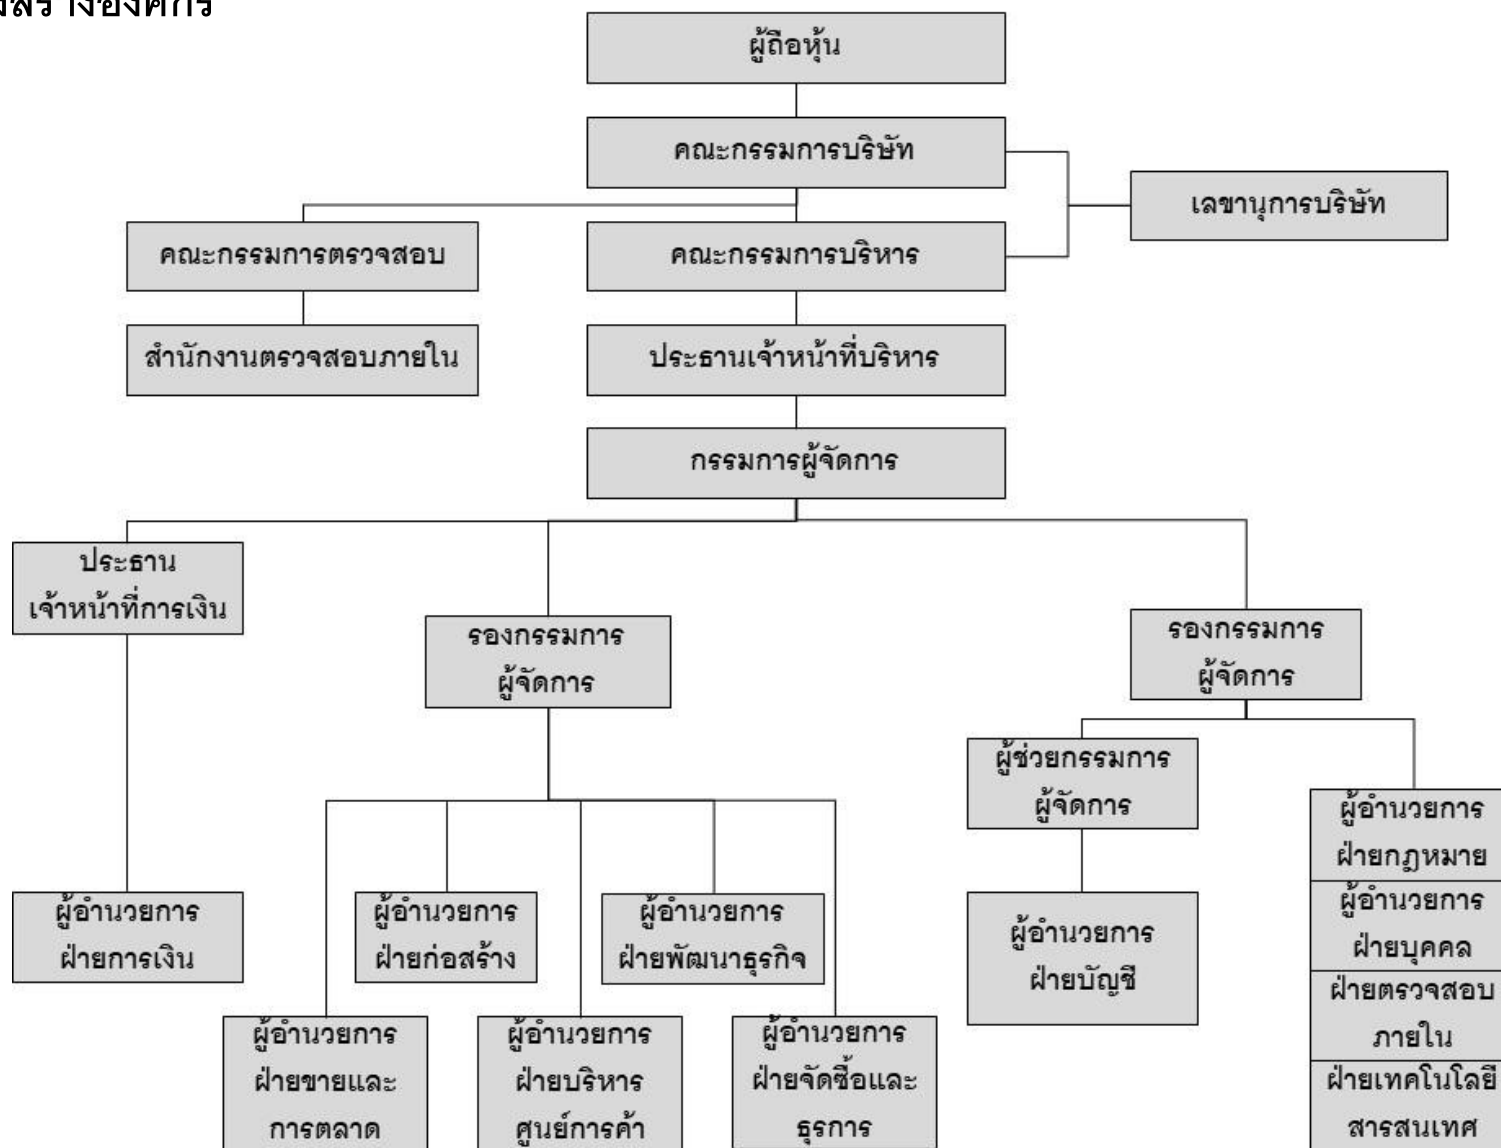 ผู้ถือหุ้น
คณะกรรมการบริษัท
เลขานุการบริษัท
คณะกรรมการตรวจสอบ
คณะกรรมการบริหาร
สำนักงานตรวจสอบภายใน
ประธานเจ้าหน้าที่บริหาร
กรรมการผู้จัดการ
ประธาน
เจ้าหน้าที่การเงิน
รองกรรมการ
ผู้จัดการ
รองกรรมการ
ผู้จัดการ
ผู้ช่วยกรรมการ
ผู้จัดการ
ผู้อำนวยการ
ฝ่ายกฎหมาย
ผู้อำนวยการ
ฝ่ายบุคคล
ฝ่ายตรวจสอบ
ภายใน
ฝ่ายเทคโนโลยี
สารสนเทศ
ผู้อำนวยการ
ฝ่ายการเงิน
ผู้อำนวยการ
ฝ่ายก่อสร้าง
ผู้อำนวยการ
ฝ่ายพัฒนาธุรกิจ
ผู้อำนวยการ
ฝ่ายบัญชี
ผู้อำนวยการ
ฝ่ายขายและ
การตลาด
ผู้อำนวยการ
ฝ่ายบริหาร
ศูนย์การค้า
ผู้อำนวยการ
ฝ่ายจัดซื้อและ
ธุรการ